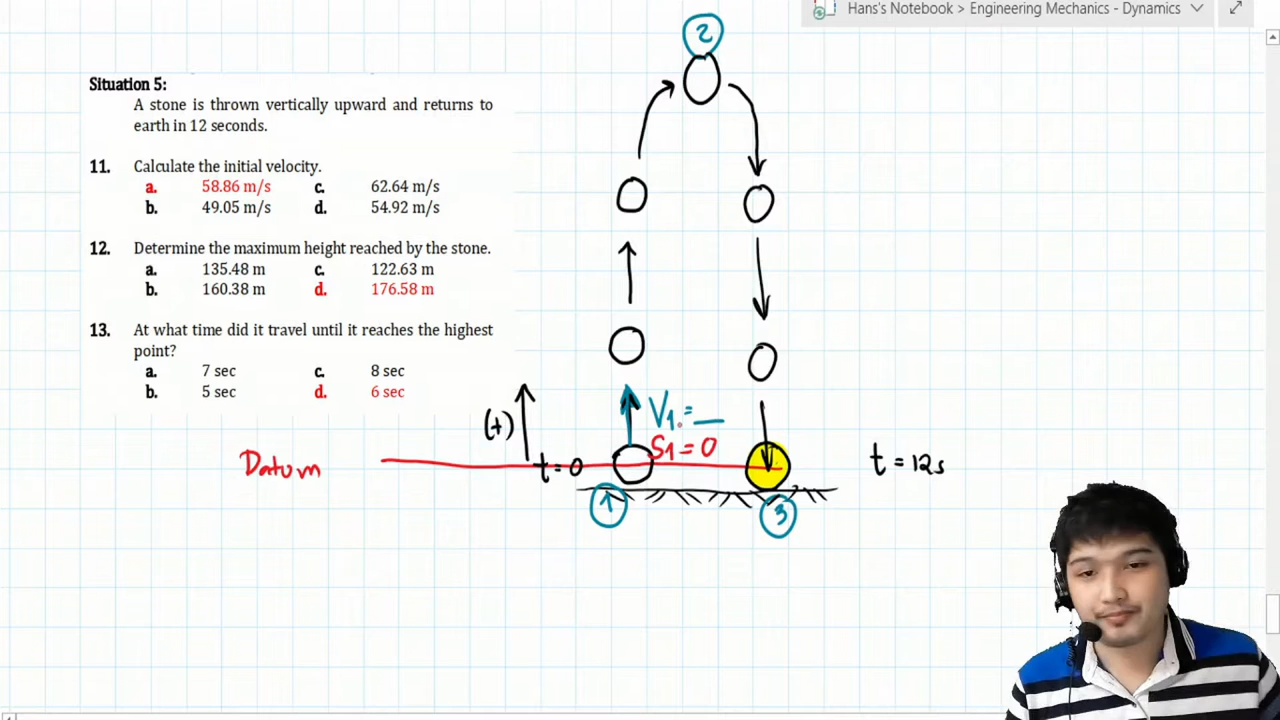 Hans's Notebook > Engineering Mechanics - Dynamics
2
Situation 5:
A stone is thrown vertically upward and returns to
earth in 12 seconds.
11. Calculate the initial velocity.
a. 58.86 m/s c. 62.64 m/s
b. 49.05 m/s d. 54.92 m/s
12. Determine the maximum height reached by the stone.
a. 135.48 m c. 122.63 m
b. 160.38 m d. 176.58 m
13. At what time did it travel until it reaches the highest
point?
a. 7 sec c. 8 sec
b. 5 sec d. 6 sec
(+)
V1 = __
S1 = 0
Datum
t = 0
t = 12s
1
3